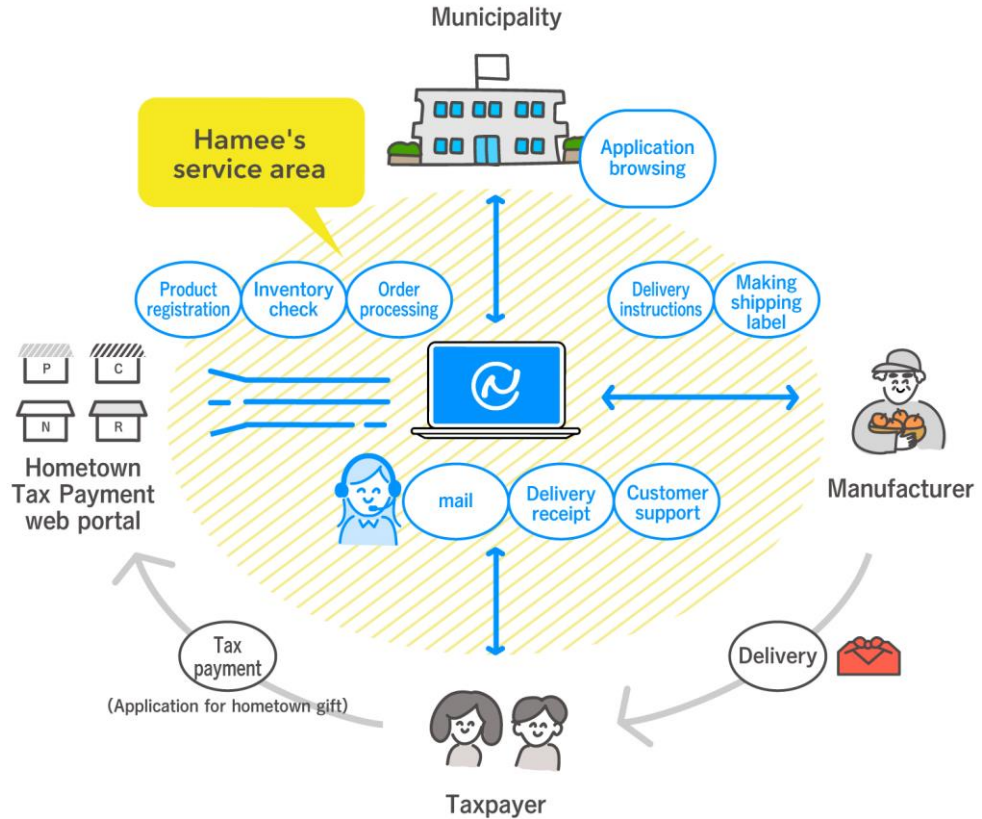 Municipality
Hamee's
service area
Application
browsing
Product
registration
Inventory
check
Order
processing
Delivery
instructions
Making
shipping
label
P
C
N
R
Hometown
Tax Payment
web portal
Manufacturer
mail
Delivery
receipt
Customer
support
Tax
payment
(Application for hometown gift)
Delivery
Taxpayer